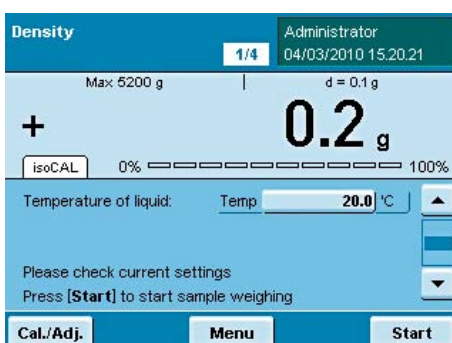 Density
Administrator
1/4
04/03/2010 15.20.21
Max 5200 g
d = 0.1 g
+ 0.2 g
isoCAL
0% 100%
Temperature of liquid: Temp 20.0 °C
Please check current settings
Press [Start] to start sample weighing
Cal./Adj. Menu Start